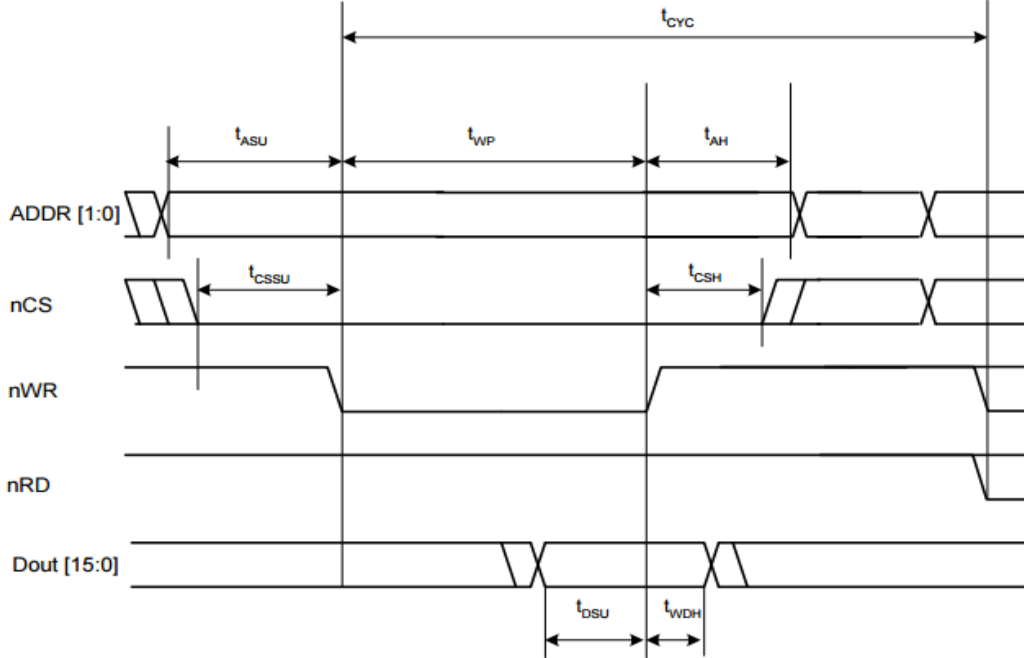 tCYC
tASU
tWP
tAH
ADDR [1:0]
tCSSU
tCSH
nCS
nWR
nRD
Dout [15:0]
tDSU
tWDH